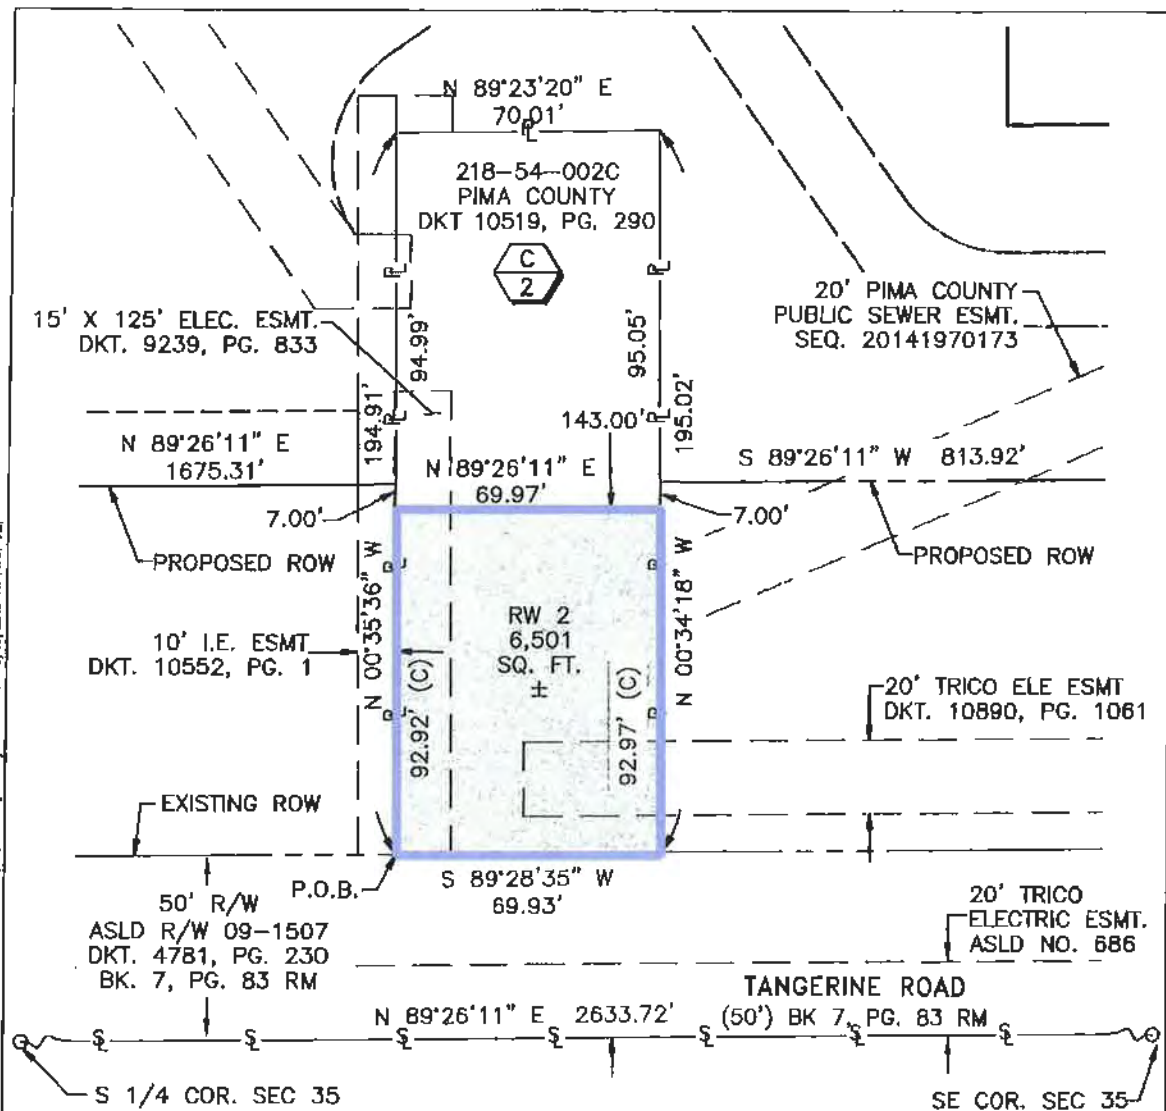 N 89°23'20" E
70.01'
PL
218-54-002C
PIMA COUNTY
DKT 10519, PG. 290
C
2
PL
PL
20' PIMA COUNTY
PUBLIC SEWER ESMT.
SEQ. 20141970173
15' X 125' ELEC. ESMT.
DKT. 9239, PG. 833
94.99'
95.05'
194.91'
PL
143.00'
PL
195.02'
N 89°26'11" E
1675.31'
N 89°26'11" E
69.97'
S 89°26'11" W 813.92'
7.00'
7.00'
PROPOSED ROW
PROPOSED ROW
N 00°35'36" W
N 00°34'18" W
RW 2
6,501
SQ. FT.
±
10' I.E. ESMT
DKT. 10552, PG. 1
92.92' (C)
92.97' (C)
20' TRICO ELE ESMT
DKT. 10890, PG. 1061
EXISTING ROW
P.O.B.
S 89°28'35" W
69.93'
50' R/W
ASLD R/W 09-1507
DKT. 4781, PG. 230
BK. 7, PG. 83 RM
20' TRICO
ELECTRIC ESMT.
ASLD NO. 686
TANGERINE ROAD
N 89°26'11" E 2633.72'
(50') BK 7, PG. 83 RM
S 1/4 COR. SEC 35
SE COR. SEC 35